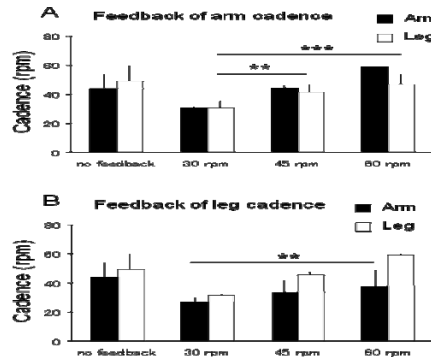 A
Feedback of arm cadence
Arm
Leg
***
**
Cadence (rpm)
80
60
40
20
0
no feedback 30 rpm 45 rpm 60 rpm
B
Feedback of leg cadence
Arm
Leg
**
Cadence (rpm)
80
60
40
20
0
no feedback 30 rpm 45 rpm 60 rpm